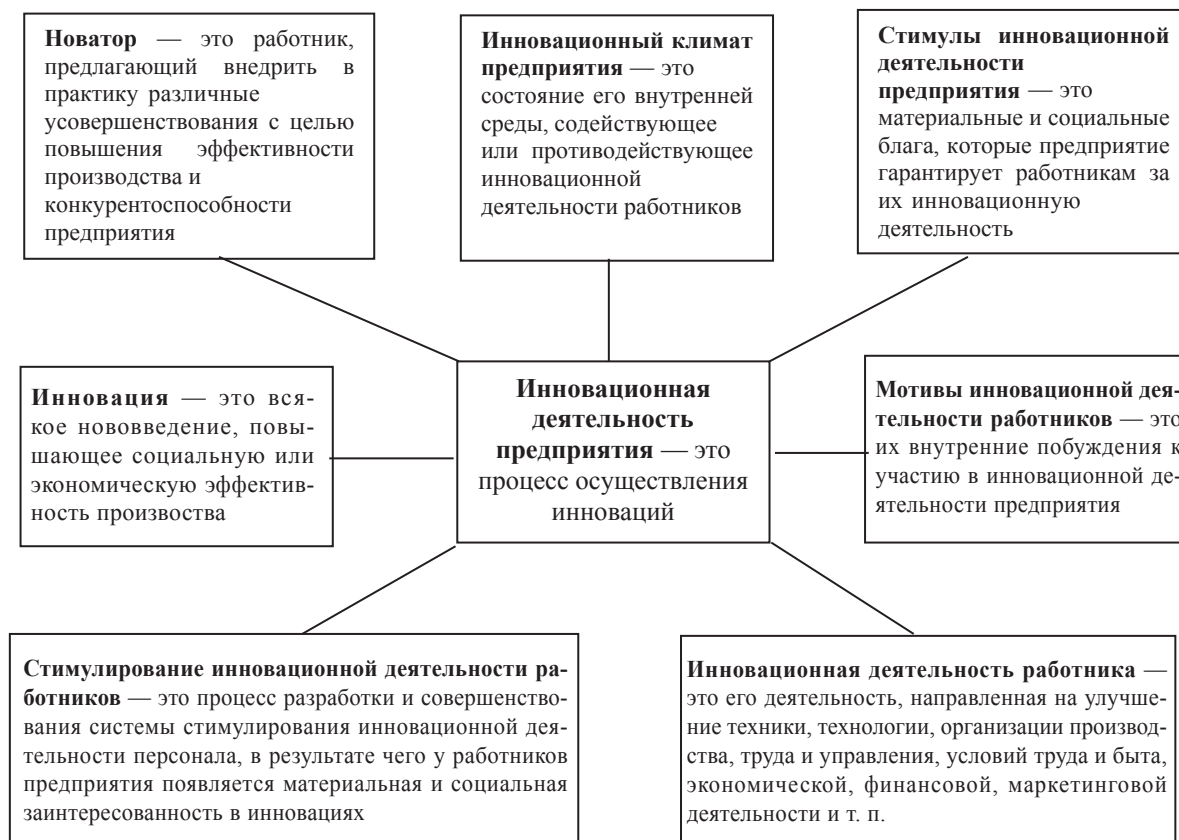 Новатор — это работник,
предлагающий внедрить в
практику различные
усовершенствования с целью
повышения эффективности
производства и
конкурентоспособности
предприятия
Инновационный климат
предприятия — это
состояние его внутренней
среды, содействующее
или противодействующее
инновационной
деятельности работников
Стимулы инновационной
деятельности
предприятия — это
материальные и социальные
блага, которые предприятие
гарантирует работникам за
их инновационную
деятельность
Инновация — это вся-
кое нововведение, повы-
шающее социальную или
экономическую эффектив-
ность произвоства
Инновационная
деятельность
предприятия — это
процесс осуществления
инноваций
Мотивы инновационной дея-
тельности работников — это
их внутренние побуждения к
участию в инновационной де-
ятельности предприятия
Стимулирование инновационной деятельности ра-
ботников — это процесс разработки и совершенство-
вания системы стимулирования инновационной дея-
тельности персонала, в результате чего у работников
предприятия появляется материальная и социальная
заинтересованность в инновациях
Инновационная деятельность работника —
это его деятельность, направленная на улучше-
ние техники, технологии, организации производ-
ства, труда и управления, условий труда и быта,
экономической, финансовой, маркетинговой
деятельности и т. п.